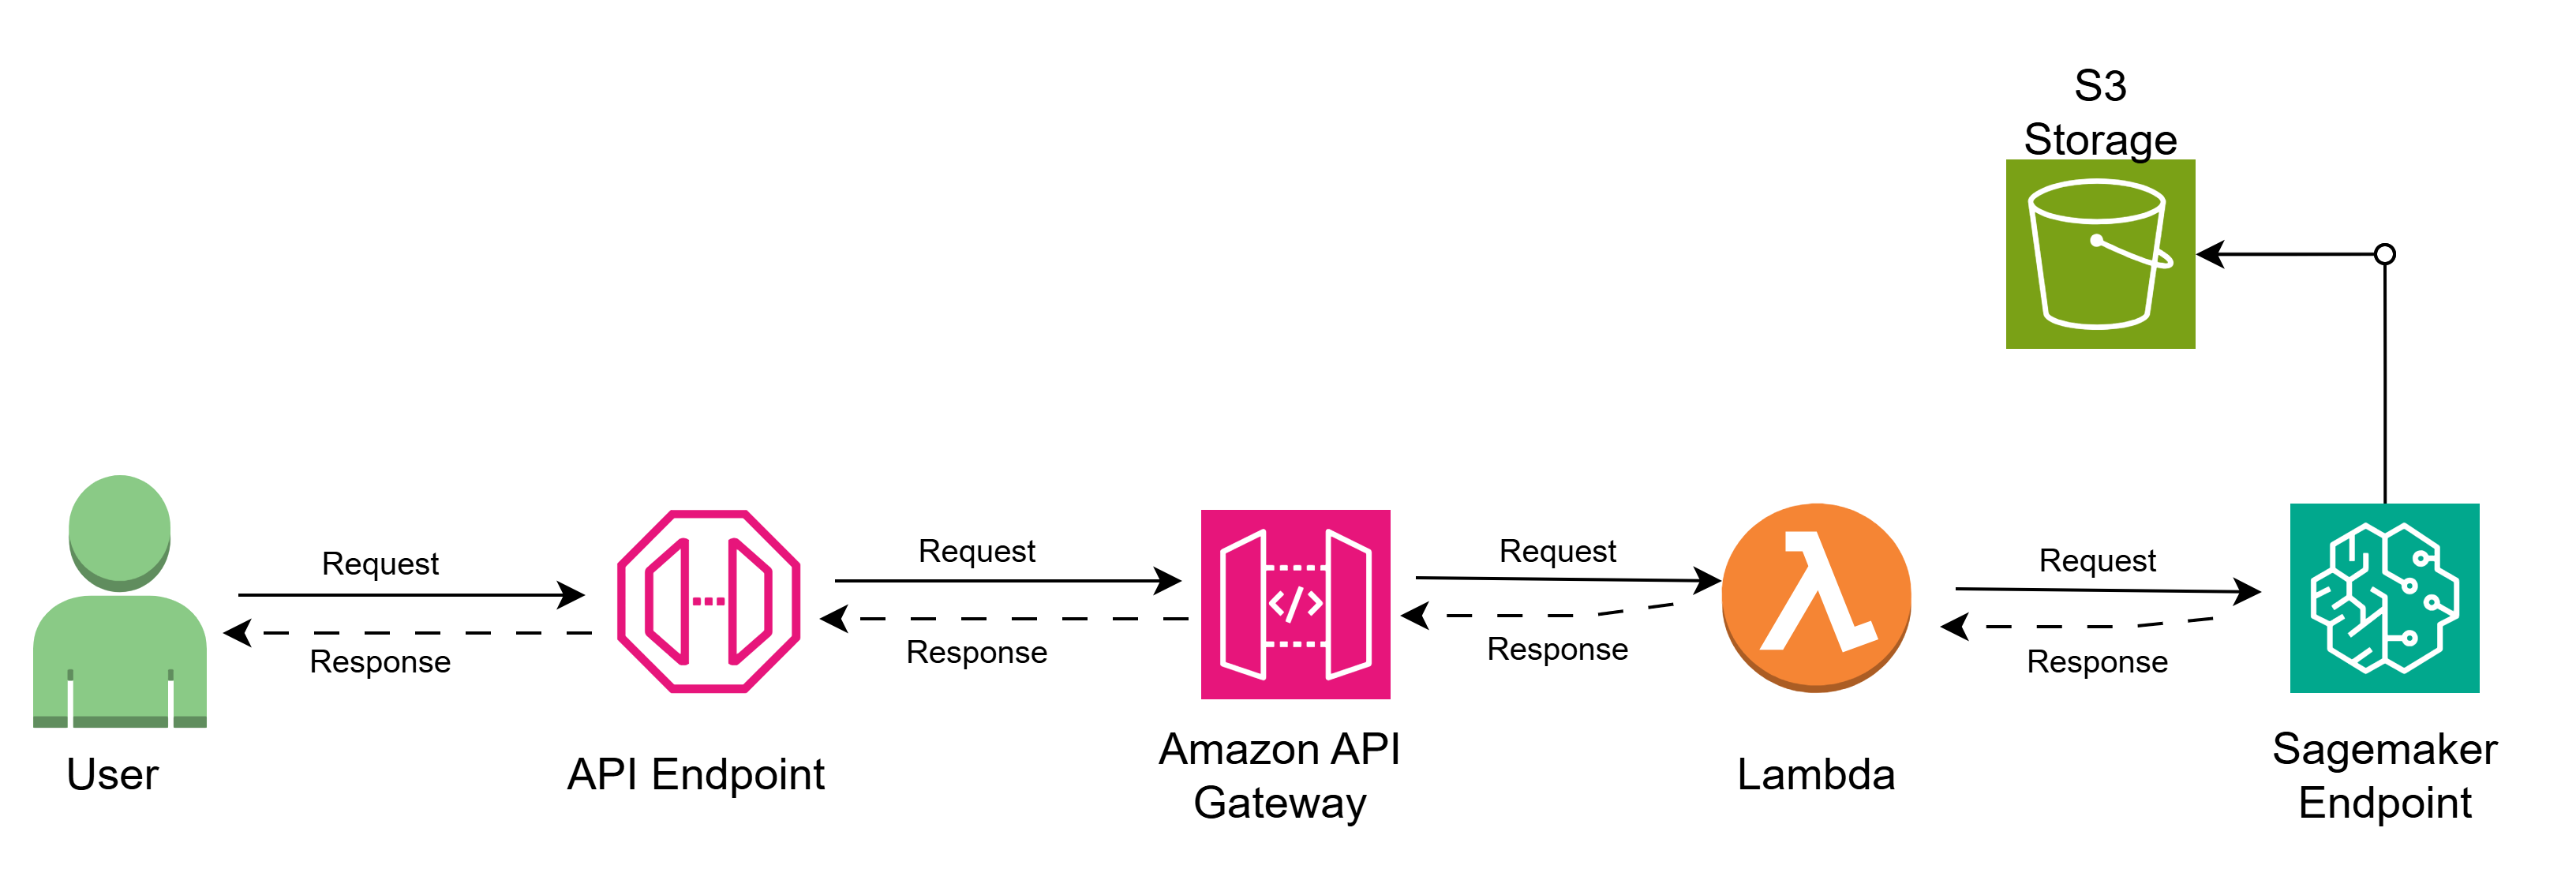 S3
Storage
Request
Response
Request
Response
Request
Response
Request
Response
User
API Endpoint
Amazon API
Gateway
Lambda
Sagemaker
Endpoint